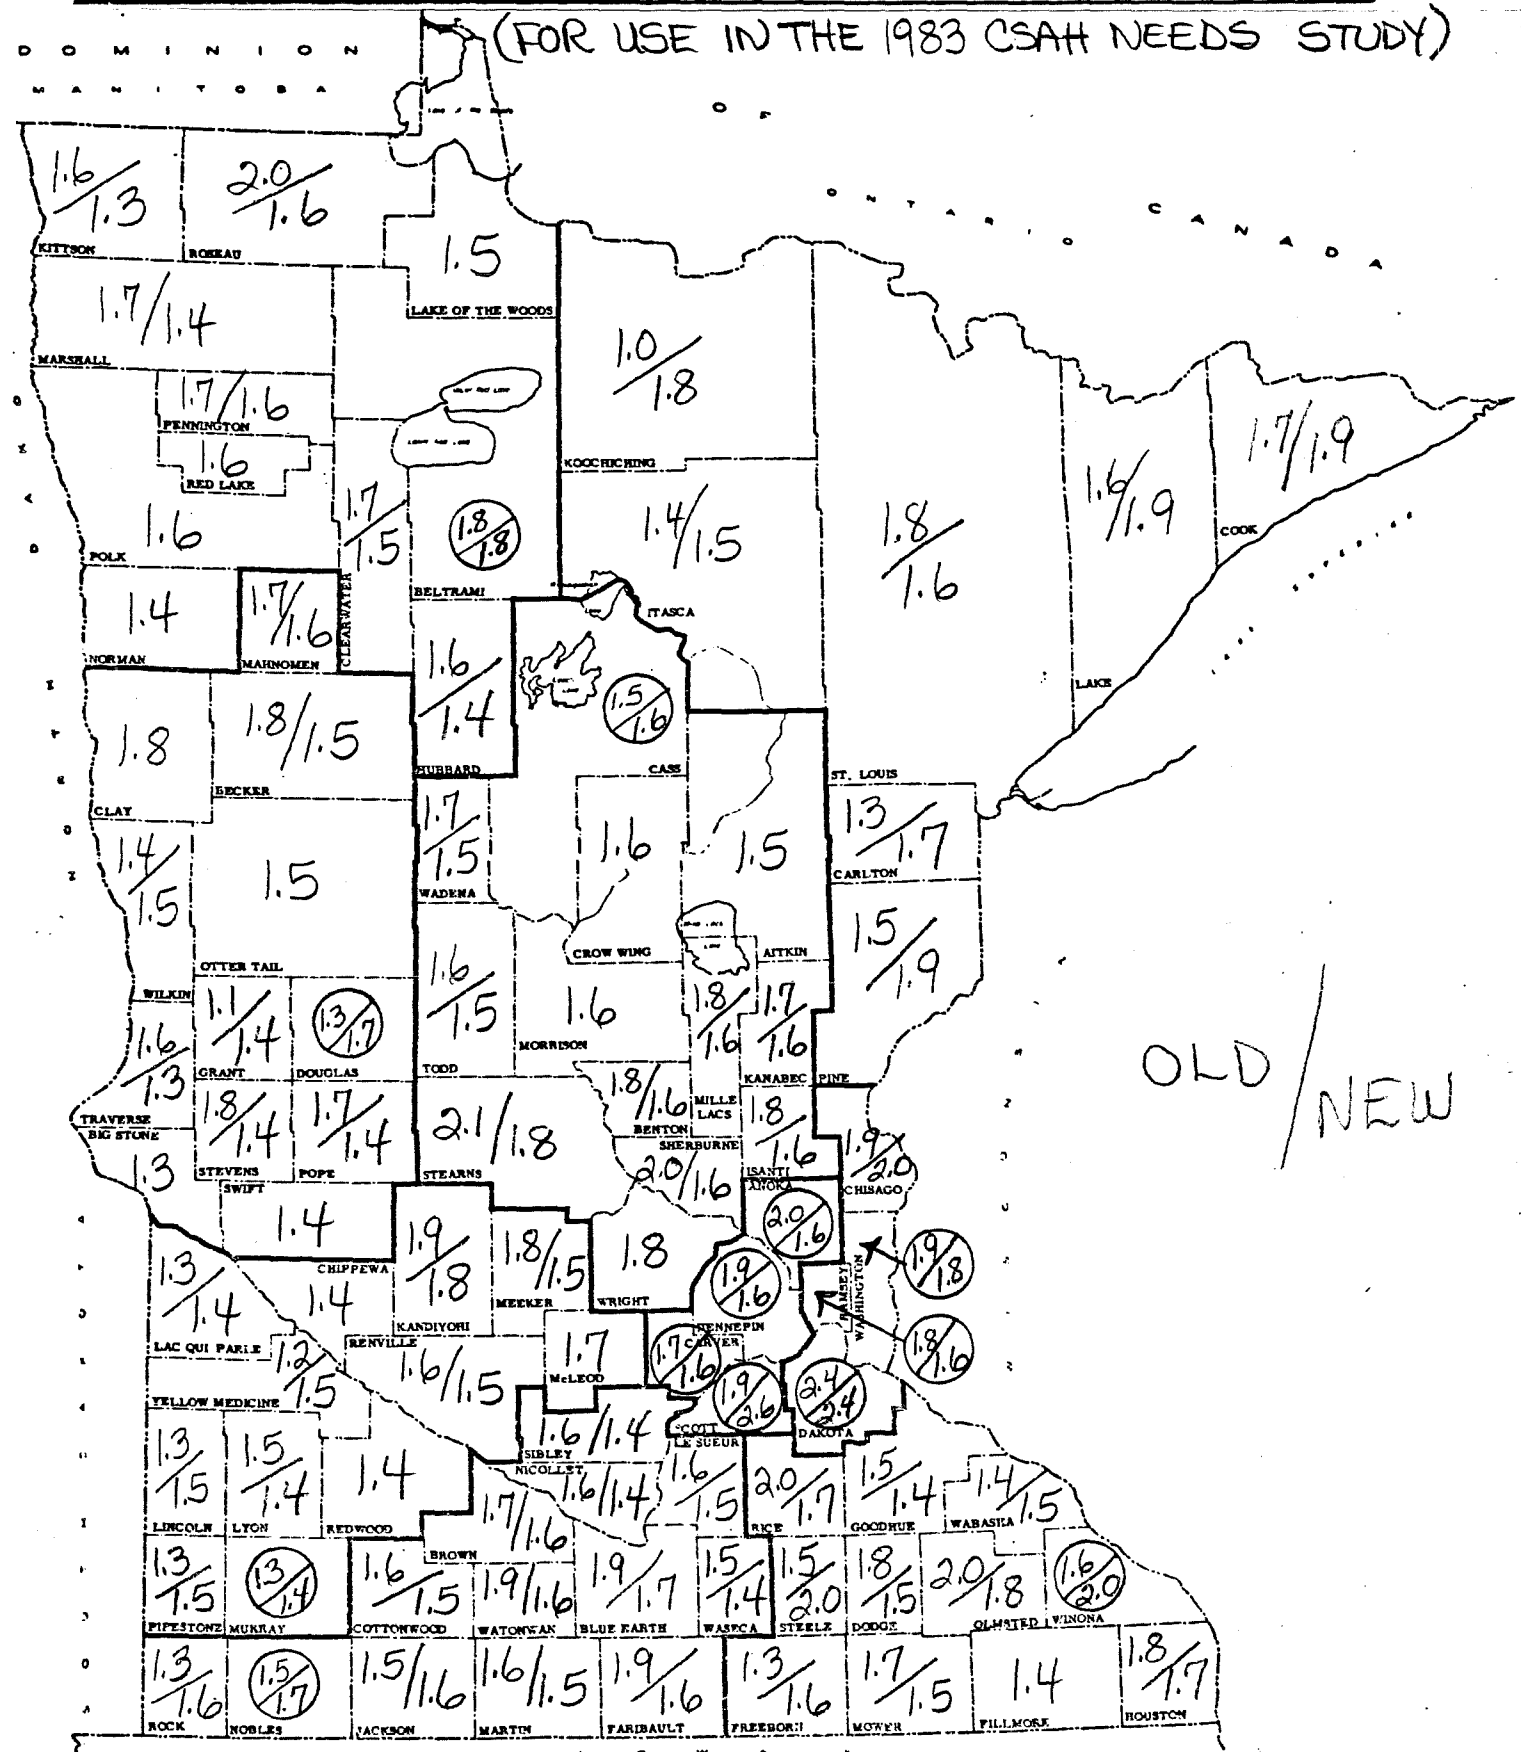 (FOR USE IN THE 1983 CSAH NEEDS STUDY)
DOMINION
MANITOBA
OF
ONTARIO
CANADA
1.6/1.3
KITTSON
2.0/1.6
ROSEAU
1.5
LAKE OF THE WOODS
1.7/1.4
MARSHALL
1.0/1.8
KOOCHICHING
1.7/1.6
PENNINGTON
1.6
RED LAKE
1.6
POLK
1.7/1.5
CLEARWATER
1.8/1.8
BELTRAMI
1.4/1.5
ITASCA
1.8/1.6
ST. LOUIS
1.6/1.9
LAKE
1.7/1.9
COOK
1.4
NORMAN
1.7/1.6
MAHNOMEN
1.6/1.4
HUBBARD
1.5/1.6
CASS
1.8
CLAY
1.8/1.5
BECKER
1.7/1.5
WADENA
1.6
CROW WING
1.5
AITKIN
1.3/1.7
CARLTON
1.4/1.5
WILKIN
1.5
OTTER TAIL
1.5/1.9
PINE
1.6/1.3
TRAVERSE
1.1/1.4
GRANT
1.3/1.7
DOUGLAS
1.6/1.5
TODD
1.6
MORRISON
1.8/1.6
MILLE LACS
1.7/1.6
KANABEC
OLD/NEW
BIG STONE
1.3
1.8/1.4
STEVENS
1.7/1.4
POPE
2.1/1.8
STEARNS
1.8/1.6
BENTON
SHERBURNE
2.0/1.6
1.8/1.6
ISANTI
1.9/2.0
CHISAGO
SWIFT
1.4
ANOKA
2.0/1.6
1.3/1.4
LAC QUI PARLE
CHIPPEWA
1.4
1.9/1.8
KANDIYOHI
1.8/1.5
MEEKER
1.8
WRIGHT
1.9/1.6
HENNEPIN
RAMSEY
WASHINGTON
1.9/1.8
1.8/1.6
1.2/1.5
YELLOW MEDICINE
RENVILLE
1.6/1.5
1.7
McLEOD
CARVER
1.7/1.6
1.9/2.6
SCOTT
2.4/2.4
DAKOTA
1.3/1.5
LINCOLN
1.5/1.4
LYON
1.4
REDWOOD
1.6/1.4
SIBLEY
NICOLLET
1.6/1.4
LE SUEUR
1.6/1.5
2.0/1.7
RICE
1.5/1.4
GOODHUE
1.4/1.5
WABASHA
1.7/1.6
BROWN
1.3/1.5
PIPESTONE
1.3/1.4
MURRAY
1.6/1.5
COTTONWOOD
1.9/1.6
WATONWAN
1.9/1.7
BLUE EARTH
1.5/1.4
WASECA
1.5/2.0
STEELE
1.8/1.5
DODGE
2.0/1.8
OLMSTED
1.6/2.0
WINONA
1.3/1.6
ROCK
1.5/1.7
NOBLES
1.5/1.6
JACKSON
1.6/1.5
MARTIN
1.9/1.6
FARIBAULT
1.3/1.6
FREEBORN
1.7/1.5
MOWER
1.4
FILLMORE
1.8/1.7
HOUSTON